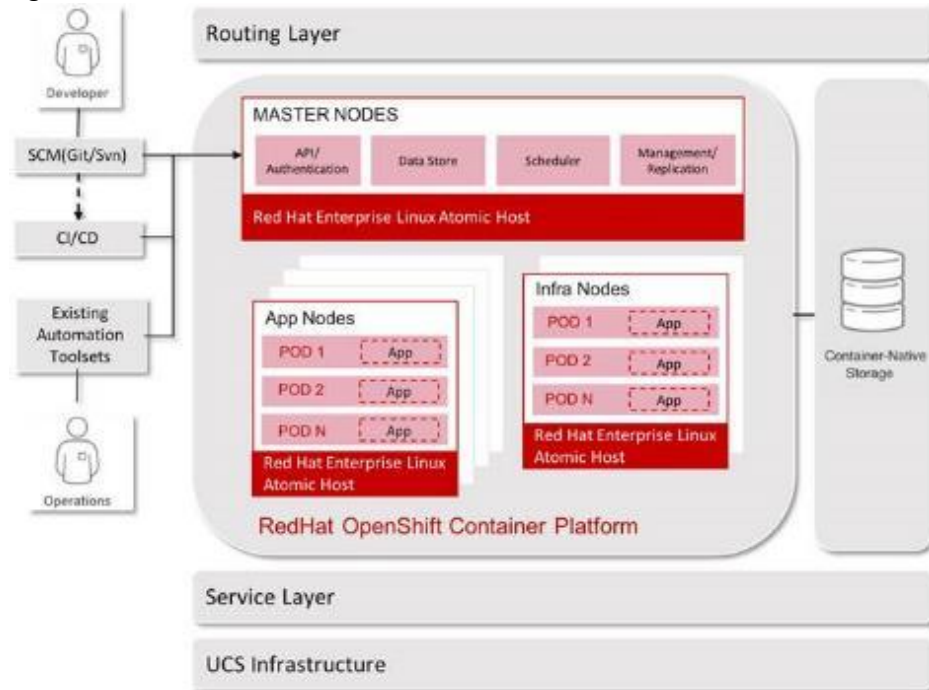 Routing Layer
Developer
SCM(Git/Svn)
CI/CD
Existing
Automation
Toolsets
Operations
MASTER NODES
API/
Authentication
Data Store
Scheduler
Management/
Replication
Red Hat Enterprise Linux Atomic Host
App Nodes
POD 1
App
POD 2
App
POD N
App
Red Hat Enterprise Linux
Atomic Host
Infra Nodes
POD 1
App
POD 2
App
POD N
App
Red Hat Enterprise Linux
Atomic Host
RedHat OpenShift Container Platform
Container-Native
Storage
Service Layer
UCS Infrastructure